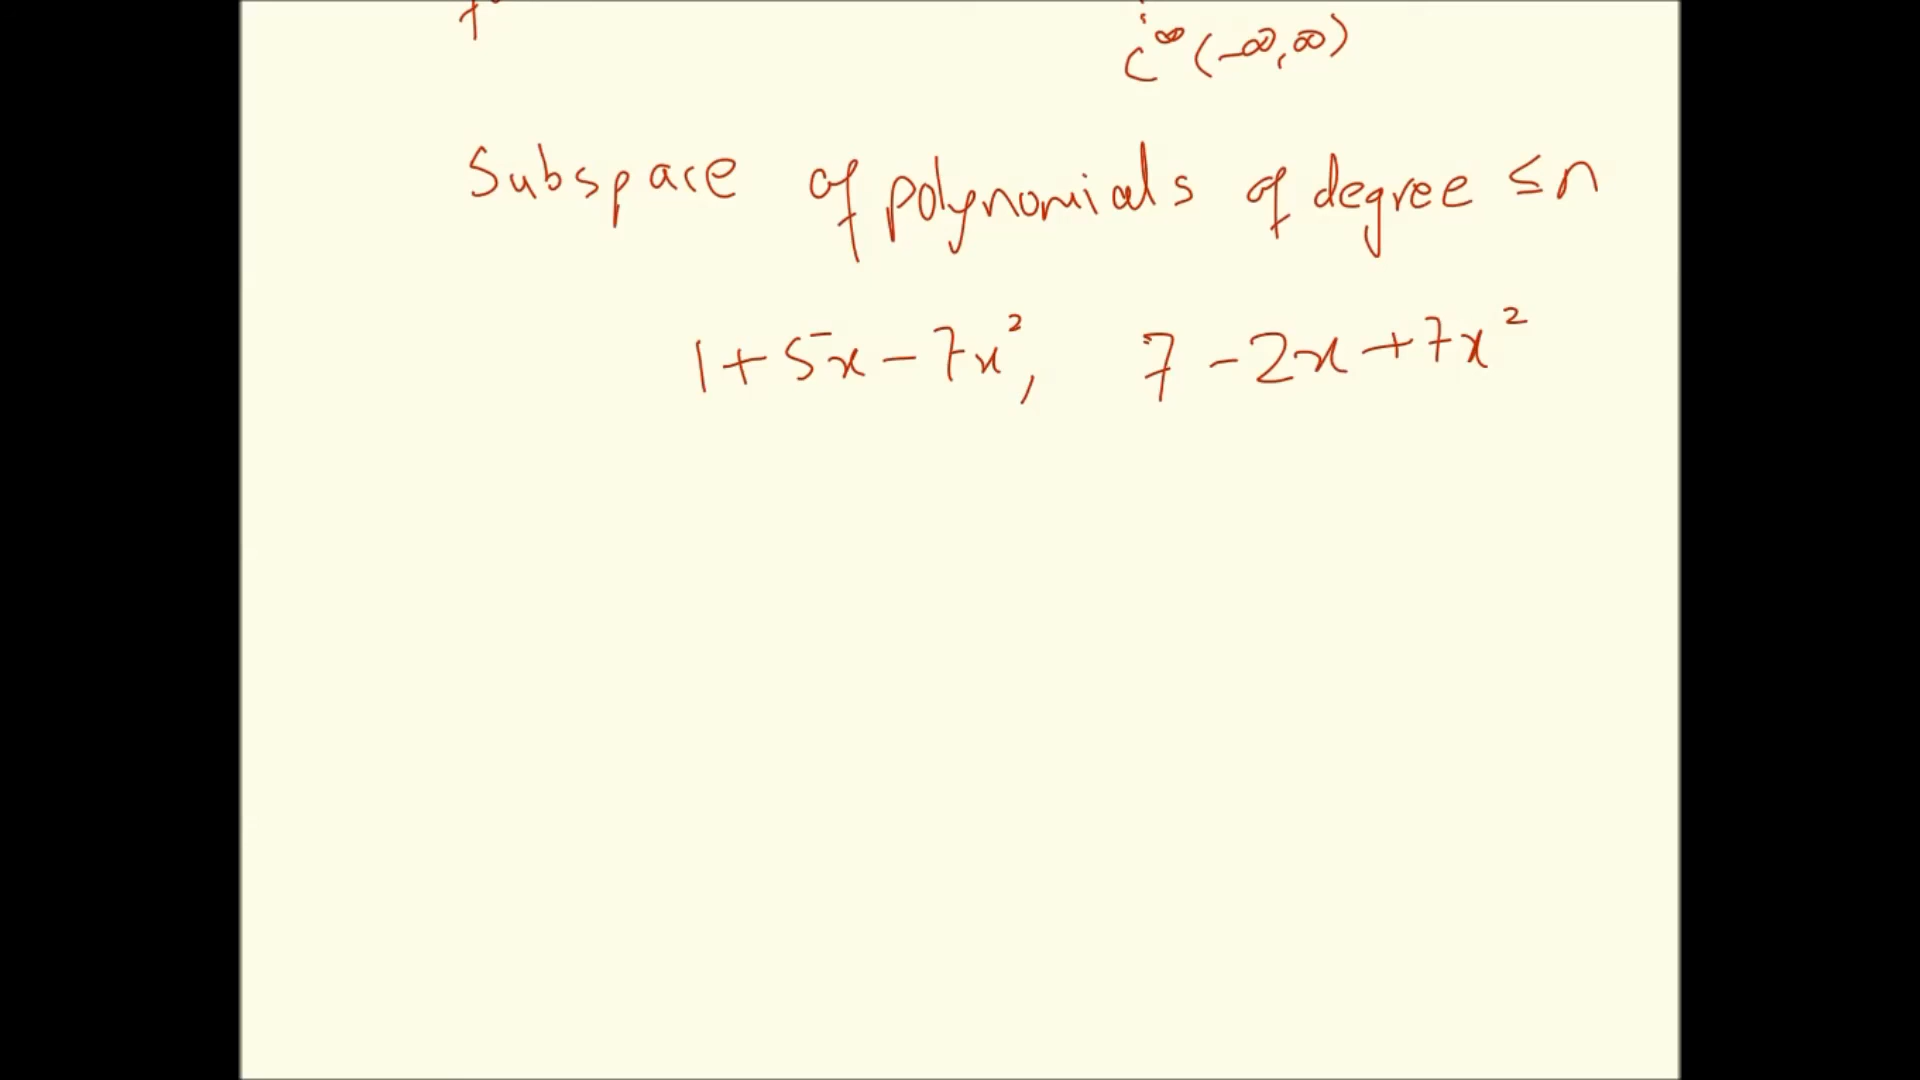 C^∞ (-∞, ∞)
Subspace of polynomials of degree ≤ n
1 + 5x - 7x², 7 - 2x + 7x²